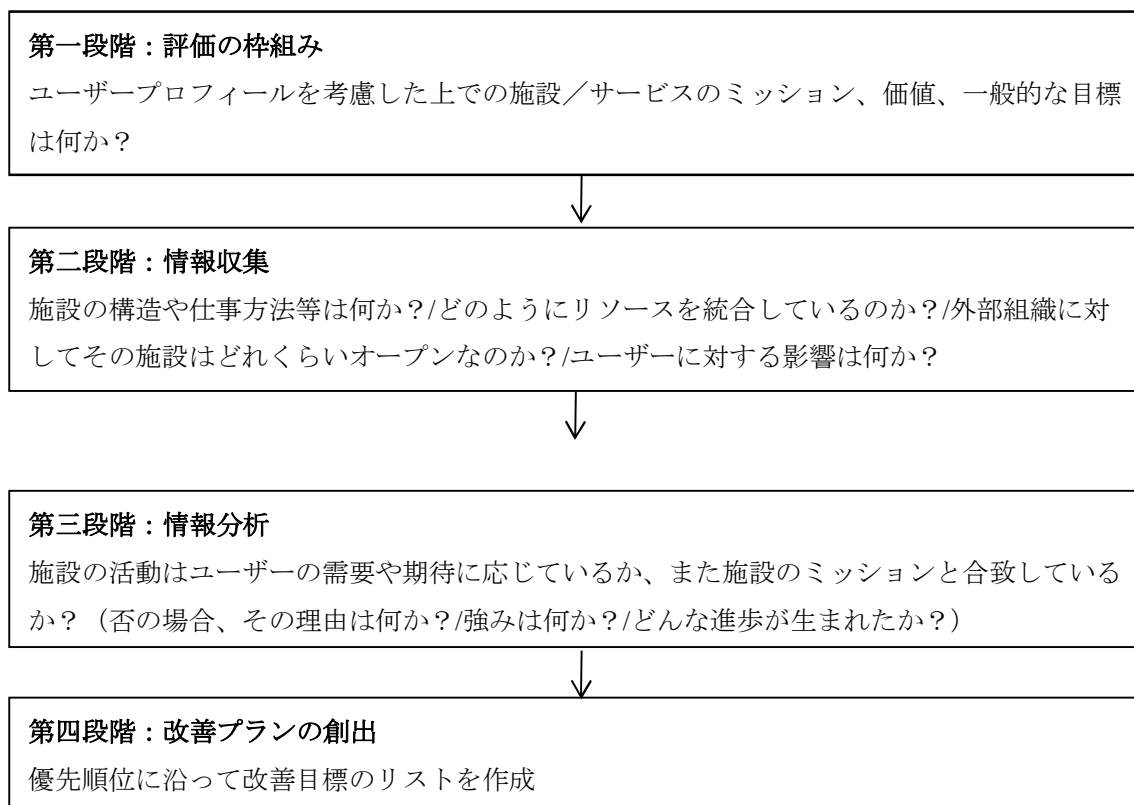 第一段階：評価の枠組み
ユーザープロフィールを考慮した上での施設／サービスのミッション、価値、一般的な目標
は何か？
第二段階：情報収集
施設の構造や仕事方法等は何か？/どのようにリソースを統合しているのか？/外部組織に対
してその施設はどれくらいオープンなのか？/ユーザーに対する影響は何か？
第三段階：情報分析
施設の活動はユーザーの需要や期待に応じているか、また施設のミッションと合致している
か？（否の場合、その理由は何か？/強みは何か？/どんな進歩が生まれたか？）
第四段階：改善プランの創出
優先順位に沿って改善目標のリストを作成